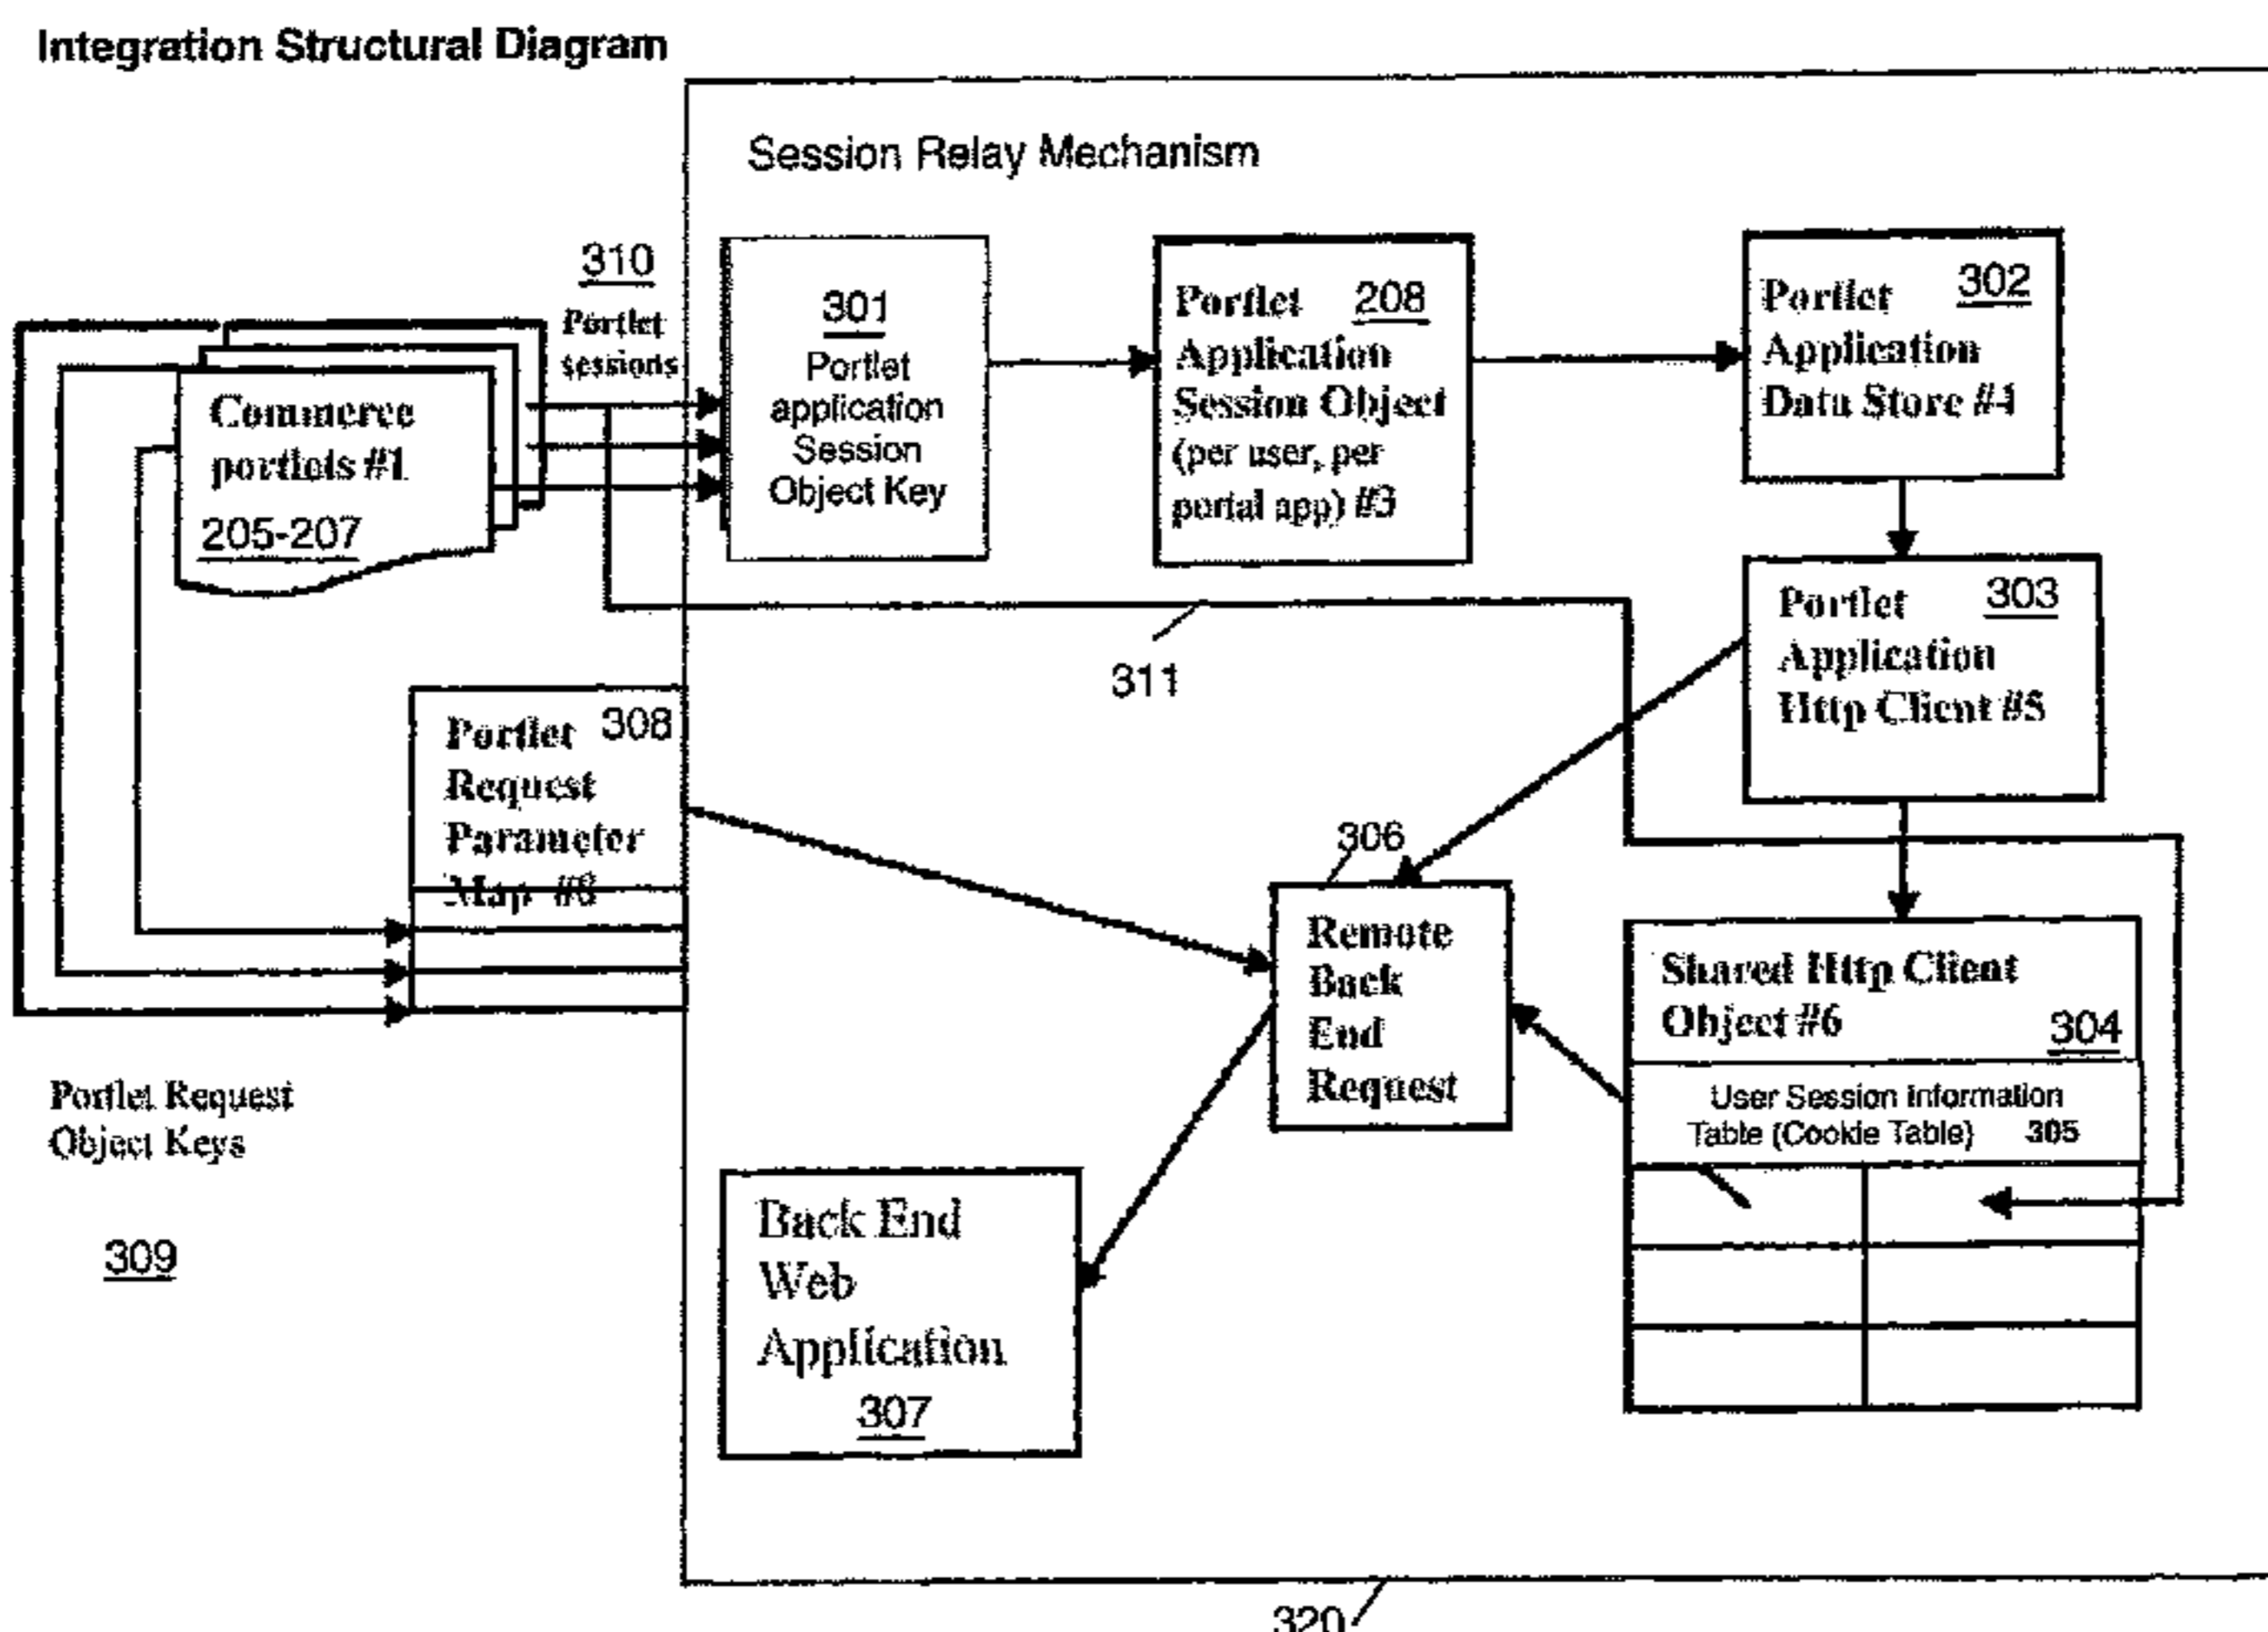 Integration Structural Diagram
Session Relay Mechanism
310
Portlet
sessions
Commerce
portlets #1
205-207
301
Portlet
application
Session
Object Key
Portlet 208
Application
Session Object
(per user, per
portal app) #3
Portlet 302
Application
Data Store #4
Portlet 303
Application
Http Client #5
311
Portlet 308
Request
Parameter
Map #8
306
Remote
Back
End
Request
Shared Http Client
Object #6 304
User Session Information
Table (Cookie Table) 305
Portlet Request
Object Keys
309
Back End
Web
Application
307
320